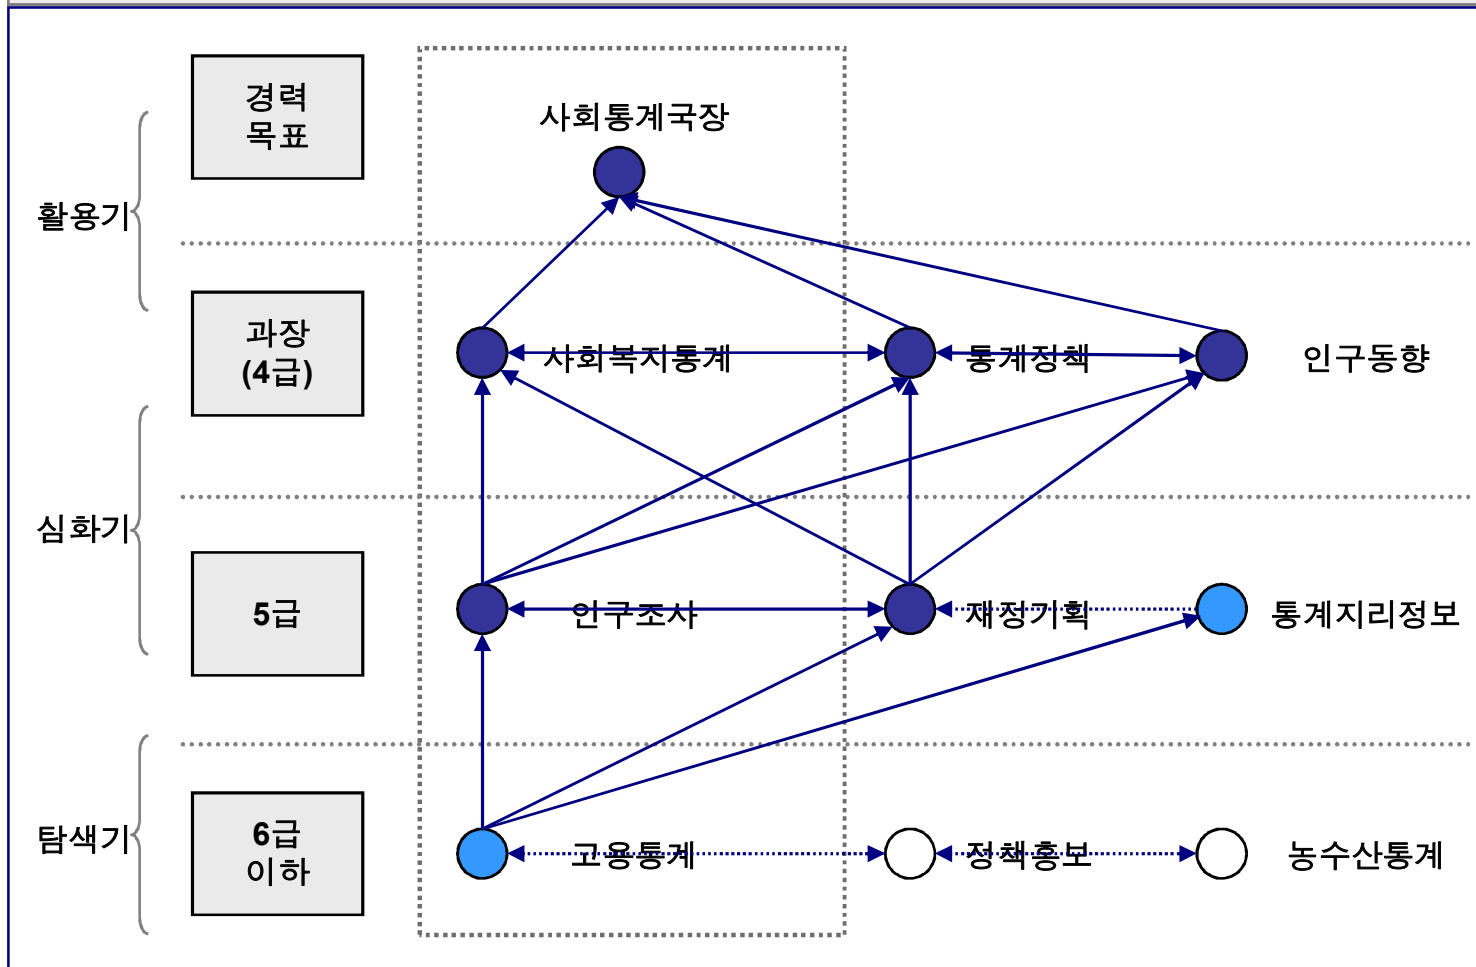 경력
목표
사회통계국장
활용기
과장
(4급)
사회복지통계
통계정책
인구동향
심화기
5급
인구조사
재정기획
통계지리정보
탐색기
6급
이하
고용통계
정책홍보
농수산통계